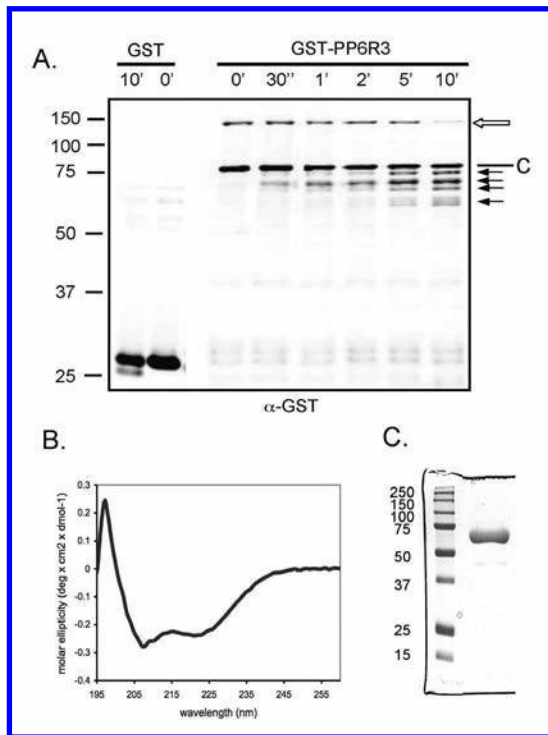 A.
GST GST-PP6R3
10' 0' 0' 30'' 1' 2' 5' 10'
150
100
75
50
37
25
C
α-GST
B.
molar ellipticity (deg x cm2 x dmol-1)
0.3
0.2
0.1
0
-0.1
-0.2
-0.3
-0.4
195 205 215 225 235 245 255
wavelength (nm)
C.
250
150
100
75
50
37
25
15